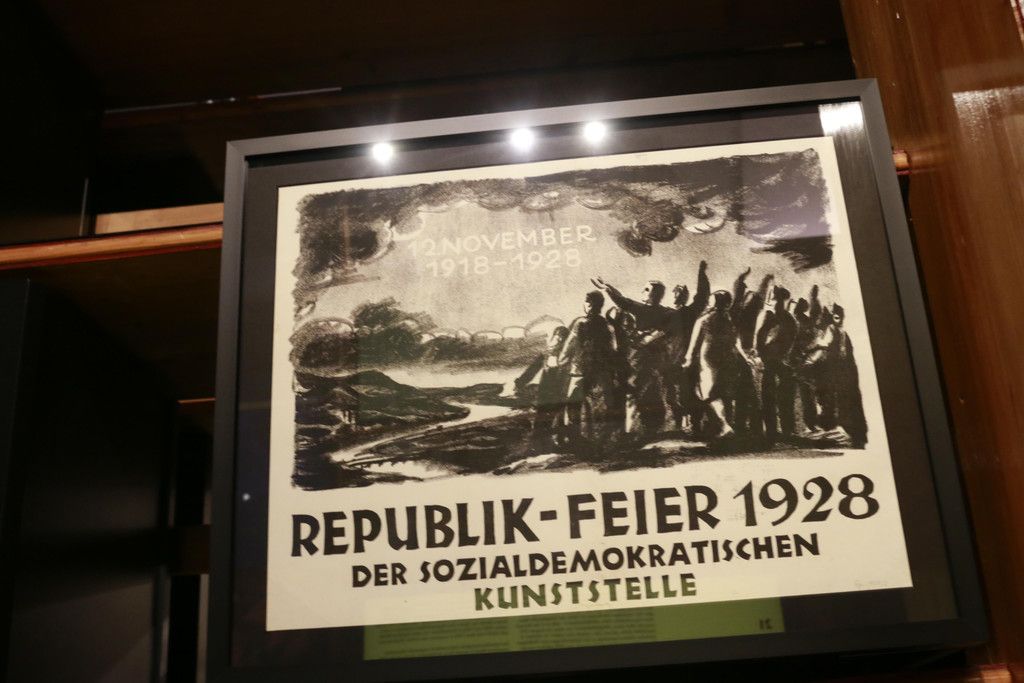 12 NOVEMBER
1918-1928
REPUBLIK-FEIER 1928
DER SOZIALDEMOKRATISCHEN
KUNSTSTELLE